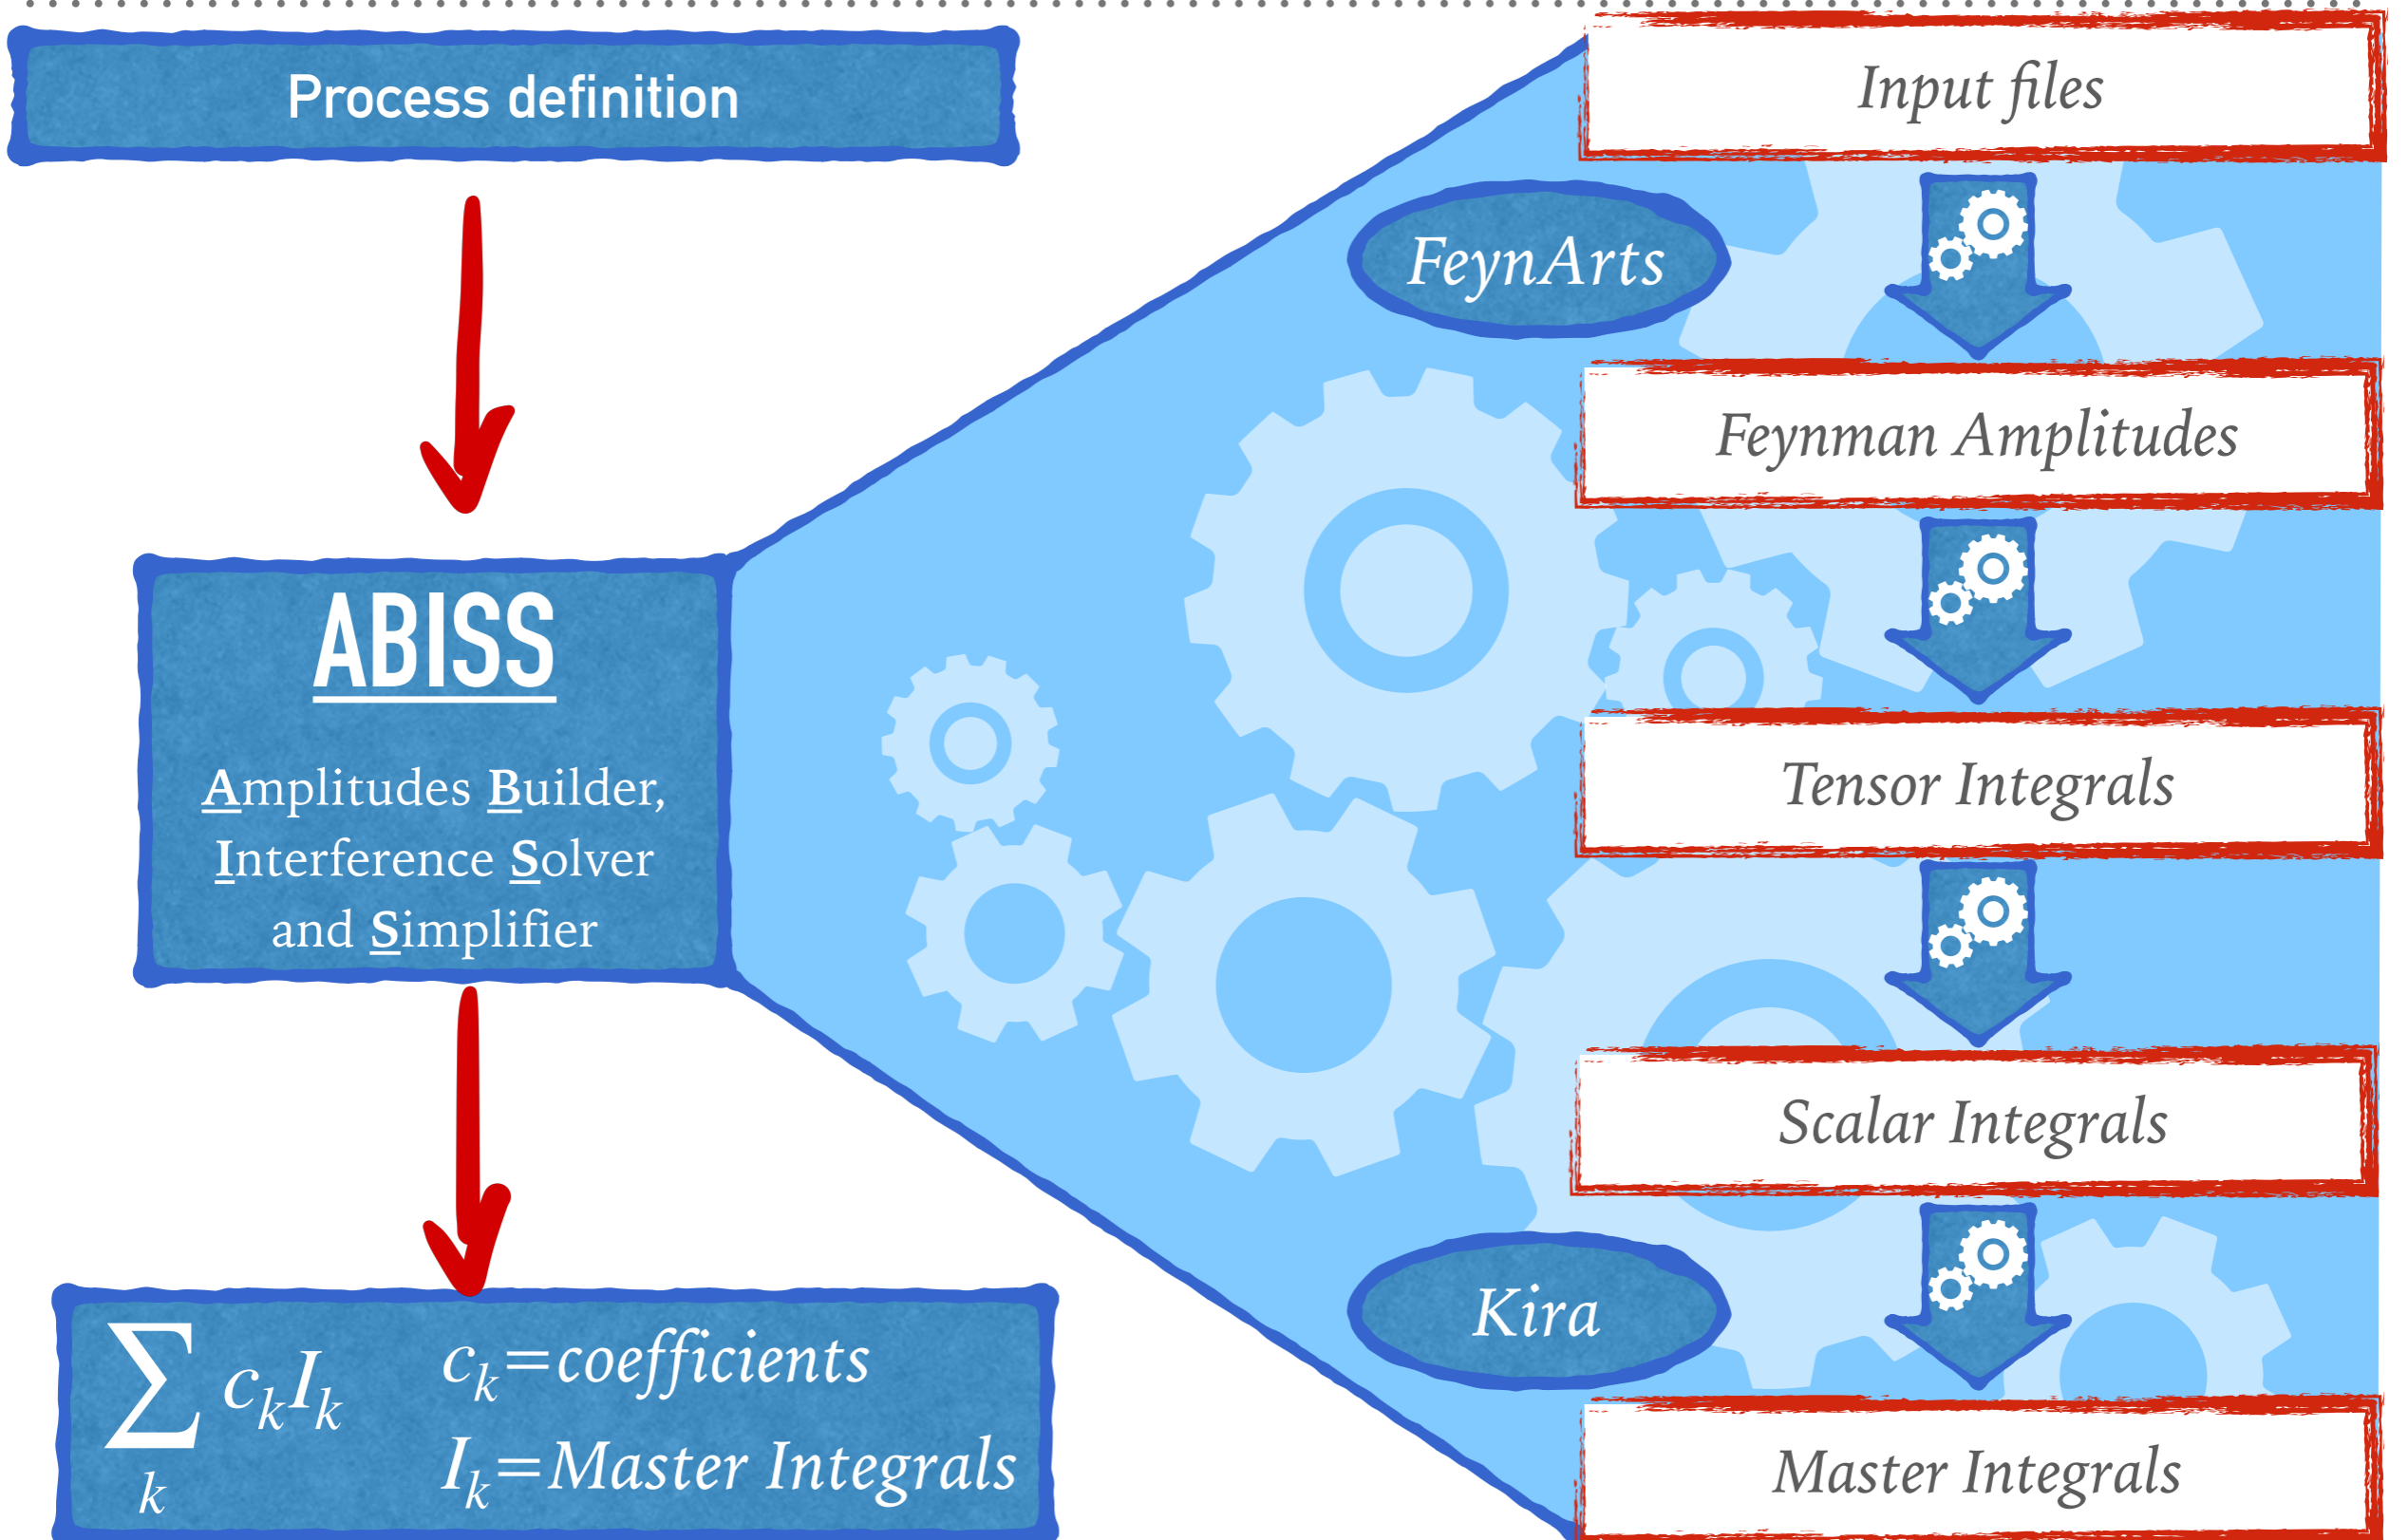 Process definition
ABISS
Amplitudes Builder,
Interference Solver
and Simplifier
∑ₖ cₖIₖ
cₖ=coefficients
Iₖ=Master Integrals
Input files
FeynArts
Feynman Amplitudes
Tensor Integrals
Scalar Integrals
Kira
Master Integrals